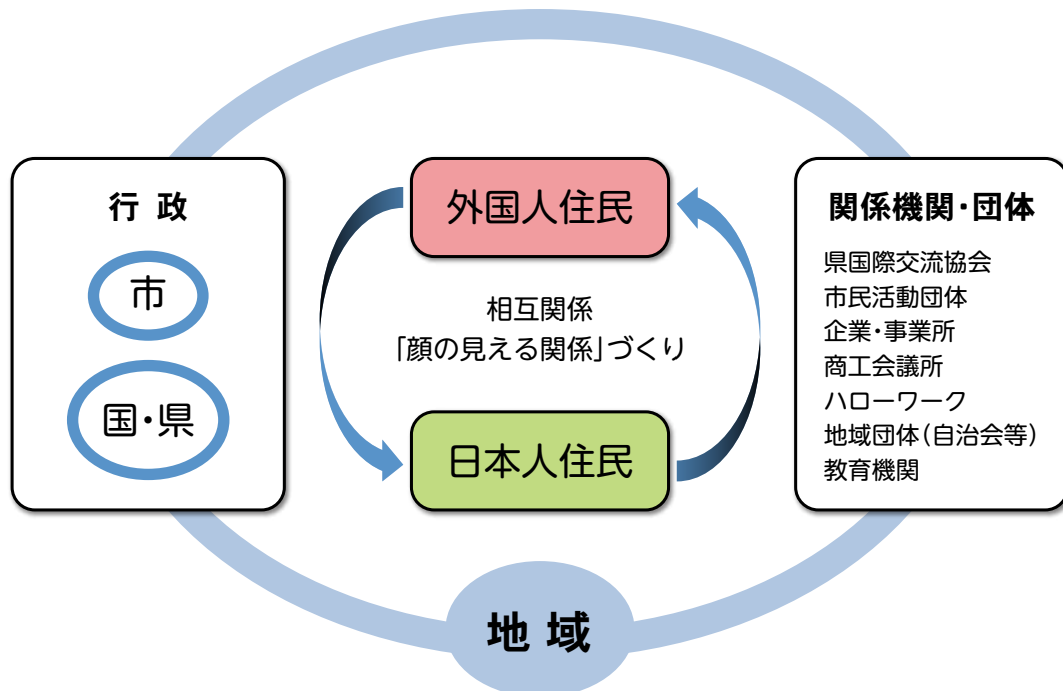 行 政
市
国・県
外国人住民
相互関係
「顔の見える関係」づくり
日本人住民
関係機関・団体
県国際交流協会
市民活動団体
企業・事業所
商工会議所
ハローワーク
地域団体(自治会等)
教育機関
地 域